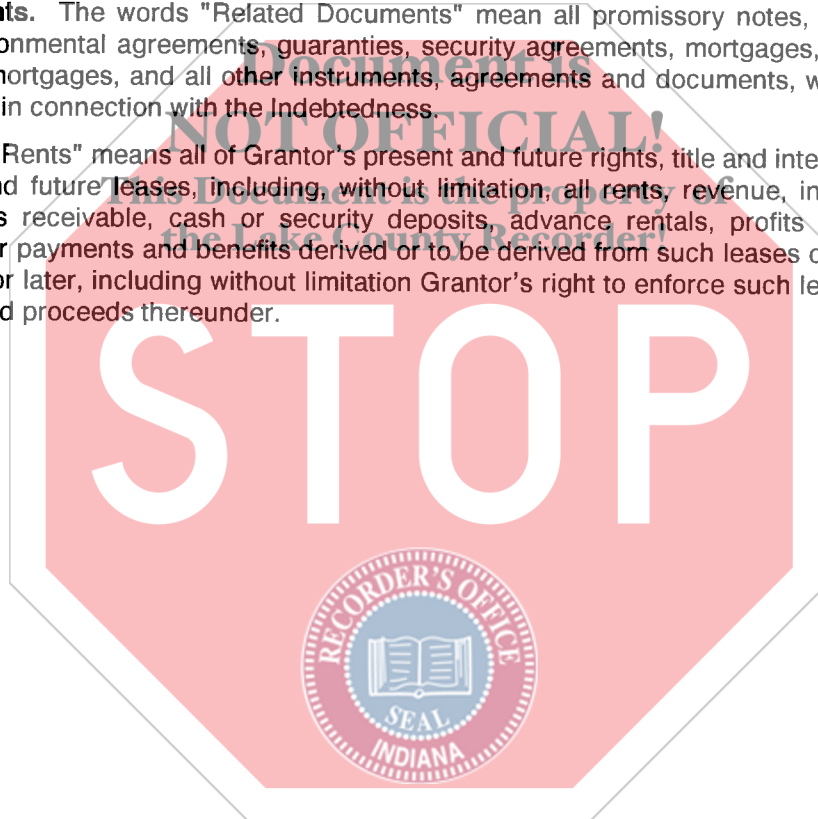 nts. The words "Related Documents" mean all promissory notes,
onmental agreements, guaranties, security agreements, mortgages,
nortgages, and all other instruments, agreements and documents, w
in connection with the Indebtedness.
Rents" means all of Grantor's present and future rights, title and inte
nd future leases, including, without limitation, all rents, revenue, in
s receivable, cash or security deposits, advance rentals, profits
r payments and benefits derived or to be derived from such leases o
or later, including without limitation Grantor's right to enforce such le
d proceeds thereunder.
Document is
NOT OFFICIAL!
This Document is the property of
the Lake County Recorder!
STOP
RECORDER'S OFFICE
SEAL
INDIANA